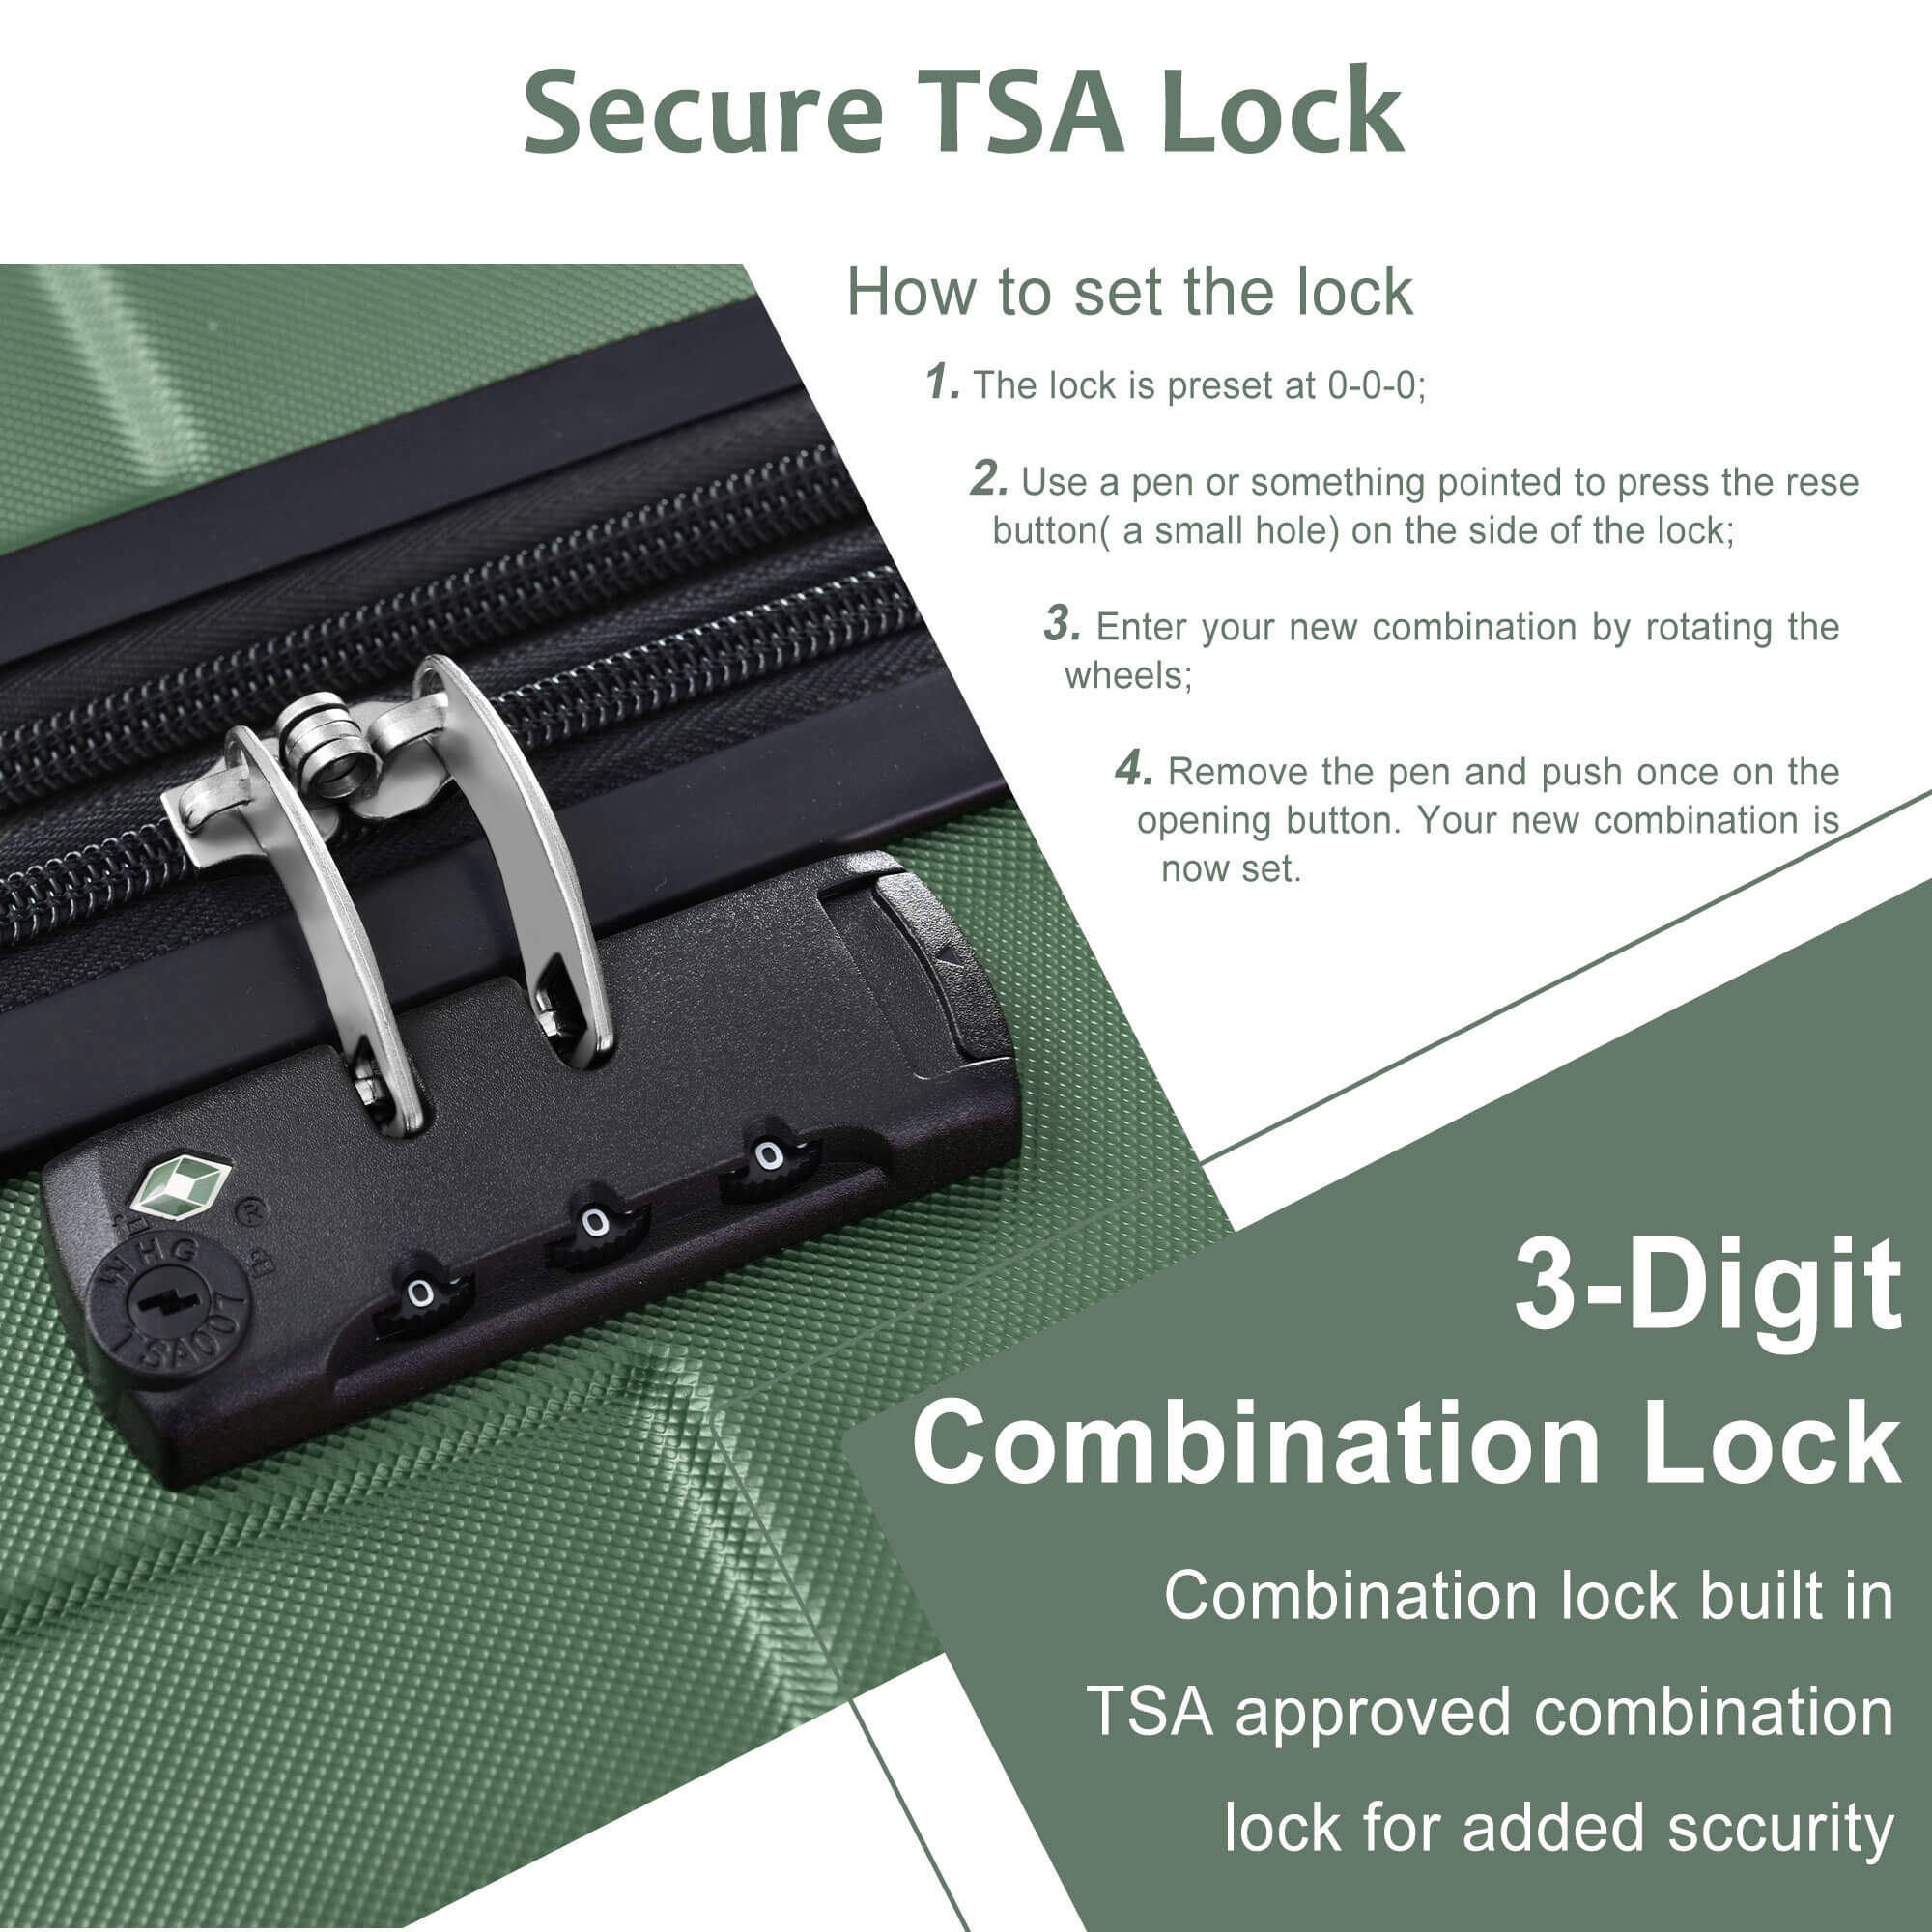 Secure TSA Lock
How to set the lock
1. The lock is preset at 0-0-0;
2. Use a pen or something pointed to press the rese
button( a small hole) on the side of the lock;
3. Enter your new combination by rotating the
wheels;
4. Remove the pen and push once on the
opening button. Your new combination is
now set.
0 0 0
®
WHG
TSA007
3-Digit
Combination Lock
Combination lock built in
TSA approved combination
lock for added sccurity